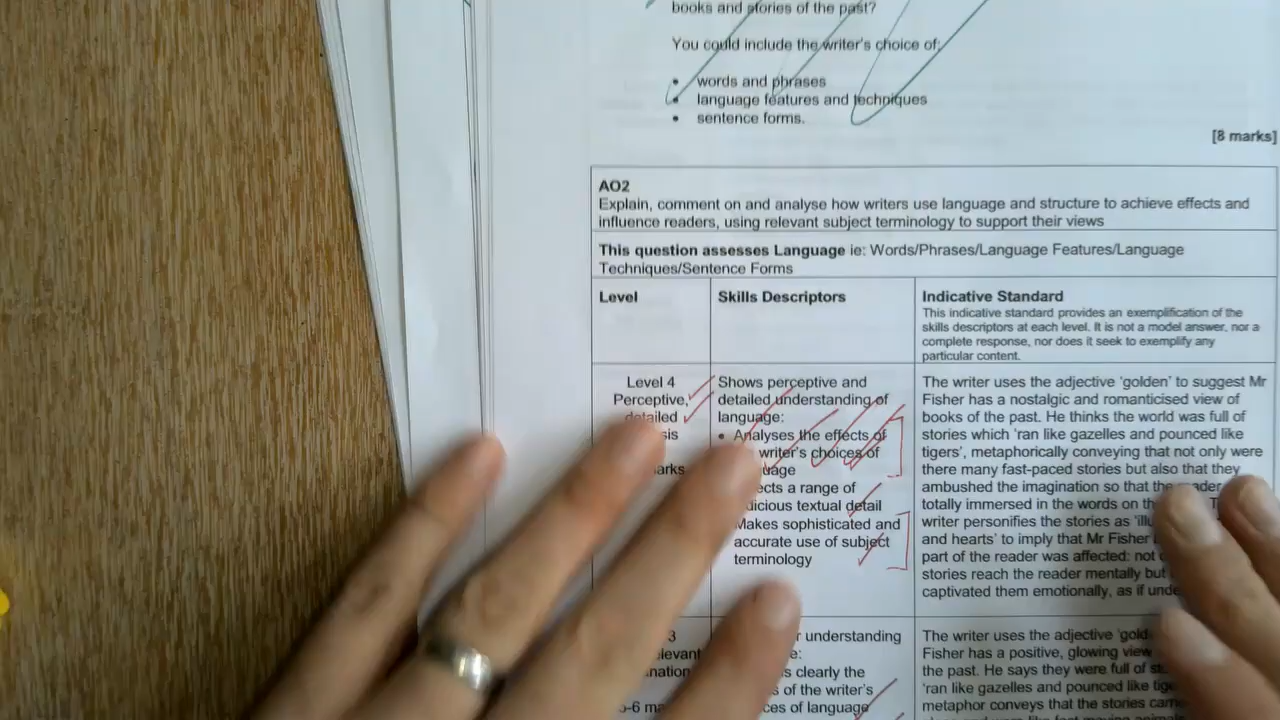 books and stories of the past?
You could include the writer's choice of:
• words and phrases
• language features and techniques
• sentence forms.
[8 marks]
AO2
Explain, comment on and analyse how writers use language and structure to achieve effects and
influence readers, using relevant subject terminology to support their views
This question assesses Language ie: Words/Phrases/Language Features/Language
Techniques/Sentence Forms
Level
Skills Descriptors
Indicative Standard
This indicative standard provides an exemplification of the
skills descriptors at each level. It is not a model answer, nor a
complete response, nor does it seek to exemplify any
particular content.
Level 4
Perceptive,
detailed
Shows perceptive and
detailed understanding of
language:
• Analyses the effects of
writer's choices of
a range of
textual detail
Makes sophisticated and
accurate use of subject
terminology
The writer uses the adjective 'golden' to suggest Mr
Fisher has a nostalgic and romanticised view of
books of the past. He thinks the world was full of
stories which 'ran like gazelles and pounced like
tigers', metaphorically conveying that not only were
there many fast-paced stories but also that they
ambushed the imagination so that the
totally immersed in the words on the
writer personifies the stories as
and hearts' to imply that Mr Fisher
part of the reader was affected: not
stories reach the reader mentally but
captivated them emotionally, as if
3
understanding
clearly the
of the writer's
of language
The writer uses the adjective
Fisher has a positive, glowing view
the past. He says they were full of
'ran like gazelles and pounced like
metaphor conveys that the stories